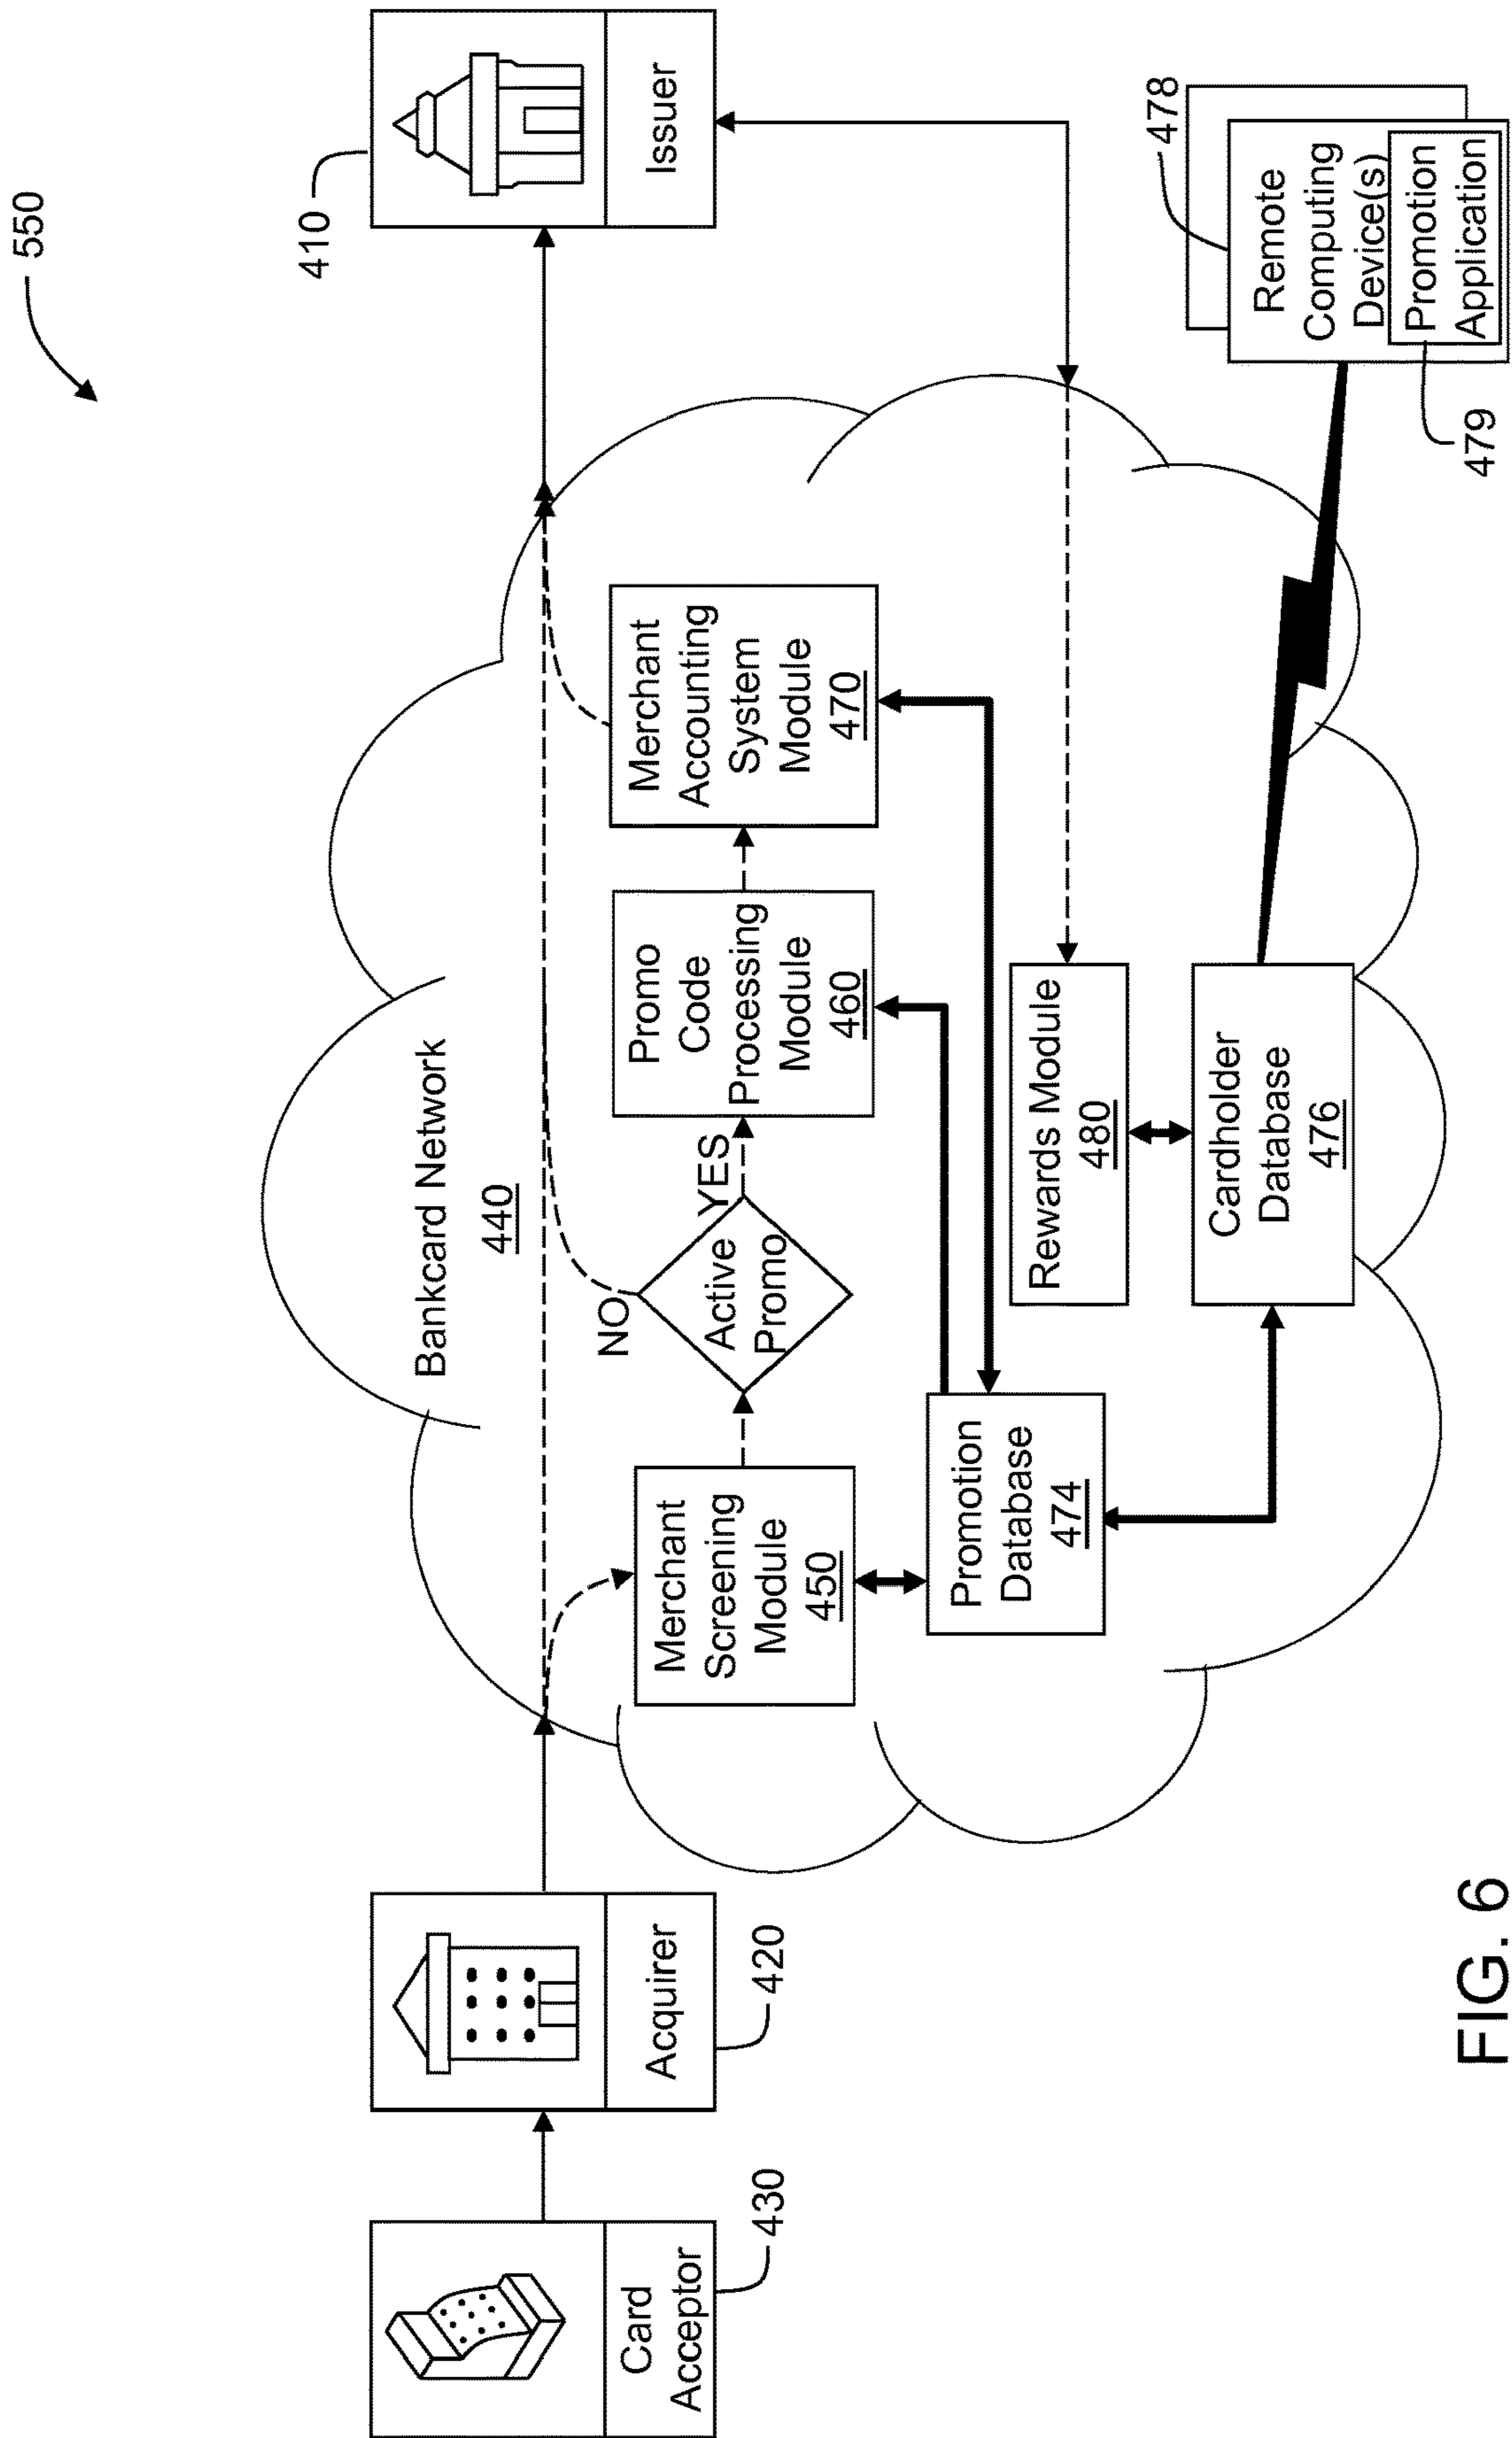 550
410
Issuer
Card
Acceptor
430
Acquirer
420
Bankcard Network
440
Merchant
Screening
Module
450
NO
Active
Promo
YES
Promo
Code
Processing
Module
460
Merchant
Accounting
System
Module
470
Promotion
Database
474
Rewards Module
480
Cardholder
Database
476
478
Remote
Computing
Device(s)
Promotion
Application
479
FIG. 6